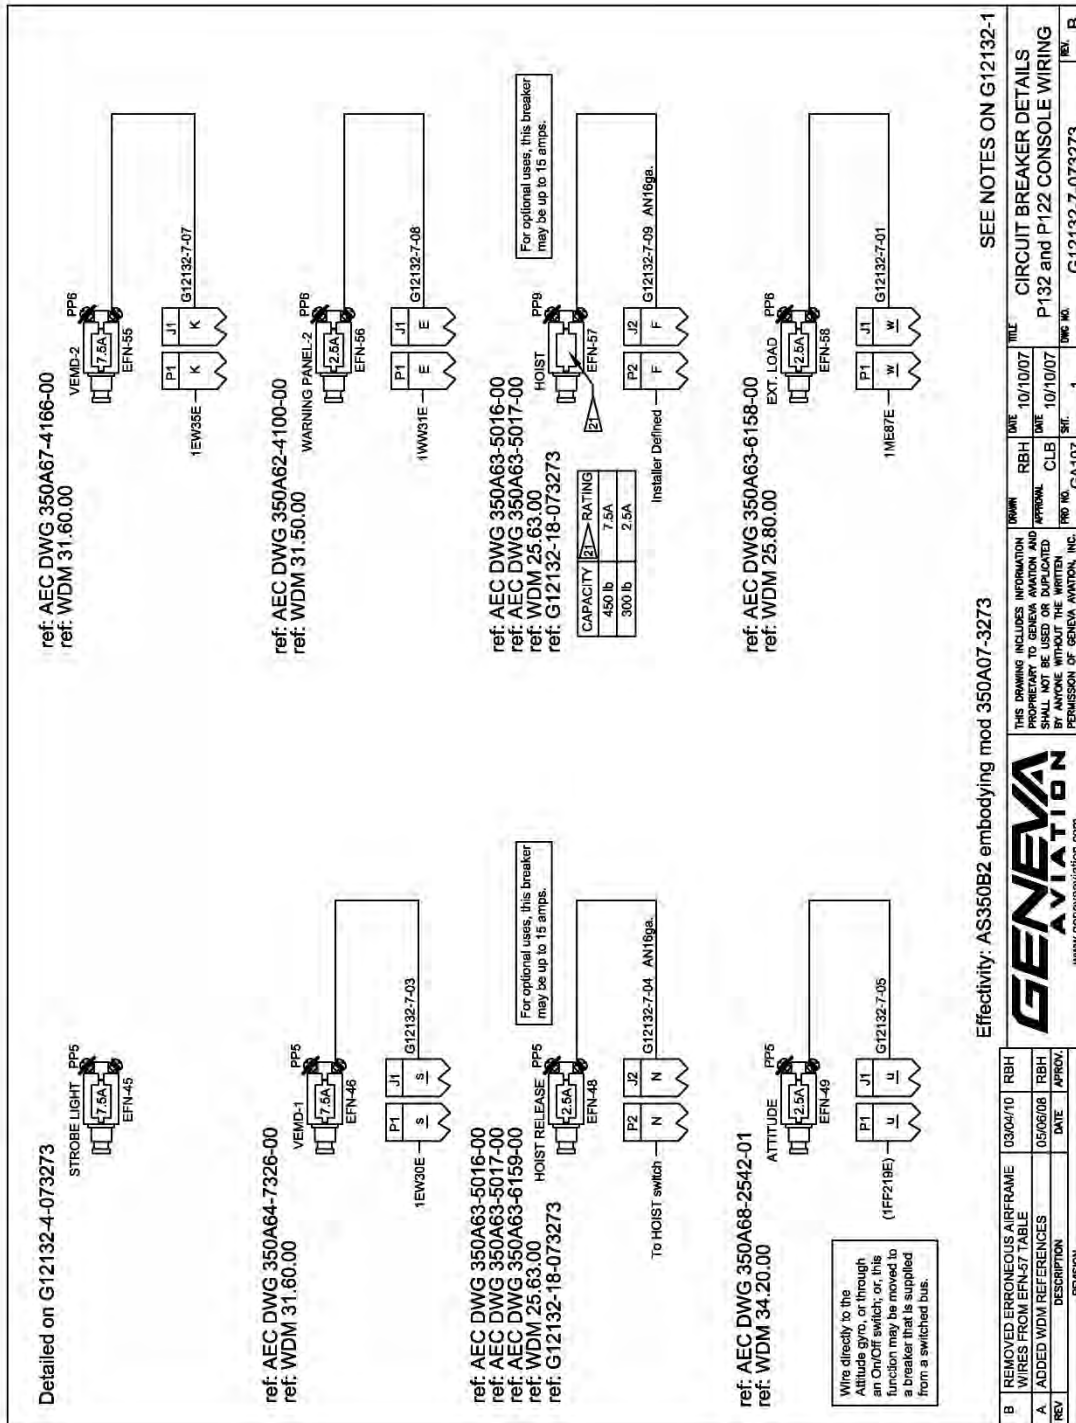 Detailed on G12132-4-073273
STROBE LIGHT
PP5
7.5A
EFN-45
ref: AEC DWG 350A64-7326-00
ref: WDM 31.60.00
VEMD-1
PP5
7.5A
EFN-46
P1
J1
s
s
1EW30E
G12132-7-03
ref: AEC DWG 350A63-5016-00
ref: AEC DWG 350A63-5017-00
ref: AEC DWG 350A63-6159-00
ref: WDM 25.63.00
ref: G12132-18-073273
HOIST RELEASE
PP5
2.5A
EFN-48
For optional uses, this breaker
may be up to 15 amps.
P2
J2
N
N
To HOIST switch
G12132-7-04 AN16ga.
ref: AEC DWG 350A68-2542-01
ref: WDM 34.20.00
ATTITUDE
PP5
2.5A
EFN-49
P1
J1
u
u
(1FF219E)
G12132-7-05
Wire directly to the
Attitude gyro, or through
an On/Off switch; or, this
function may be moved to
a breaker that is supplied
from a switched bus.
ref: AEC DWG 350A67-4166-00
ref: WDM 31.60.00
VEMD-2
PP6
7.5A
EFN-55
P1
J1
K
K
1EW35E
G12132-7-07
ref: AEC DWG 350A62-4100-00
ref: WDM 31.50.00
WARNING PANEL-2
PP6
2.5A
EFN-56
P1
J1
E
E
1WW31E
G12132-7-08
ref: AEC DWG 350A63-5016-00
ref: AEC DWG 350A63-5017-00
ref: WDM 25.63.00
ref: G12132-18-073273
HOIST
PP9
EFN-57
21
For optional uses, this breaker
may be up to 15 amps.
CAPACITY 21 RATING
450 lb 7.5A
300 lb 2.5A
P2
J2
F
F
Installer Defined
G12132-7-09 AN16ga.
ref: AEC DWG 350A63-6158-00
ref: WDM 25.80.00
EXT. LOAD
PP6
2.5A
EFN-58
P1
J1
w
w
1ME87E
G12132-7-01
Effectivity: AS350B2 embodying mod 350A07-3273
SEE NOTES ON G12132-1
B REMOVED ERRONEOUS AIRFRAME WIRES FROM EFN-57 TABLE 03/04/10 RBH
A ADDED WDM REFERENCES 05/06/08 RBH
REV DESCRIPTION DATE APROV.
REVISION
GENEVA
AVIATION
www.genevaaviation.com
THIS DRAWING INCLUDES INFORMATION
PROPRIETARY TO GENEVA AVIATION AND
SHALL NOT BE USED OR DUPLICATED
BY ANYONE WITHOUT THE WRITTEN
PERMISSION OF GENEVA AVIATION, INC.
DRAWN RBH DATE 10/10/07
APPROVAL CLB DATE 10/10/07
PRO NO. GA107 SHT. 1
TITLE CIRCUIT BREAKER DETAILS
P132 and P122 CONSOLE WIRING
DWG NO. G12132-7-073273
REV. B